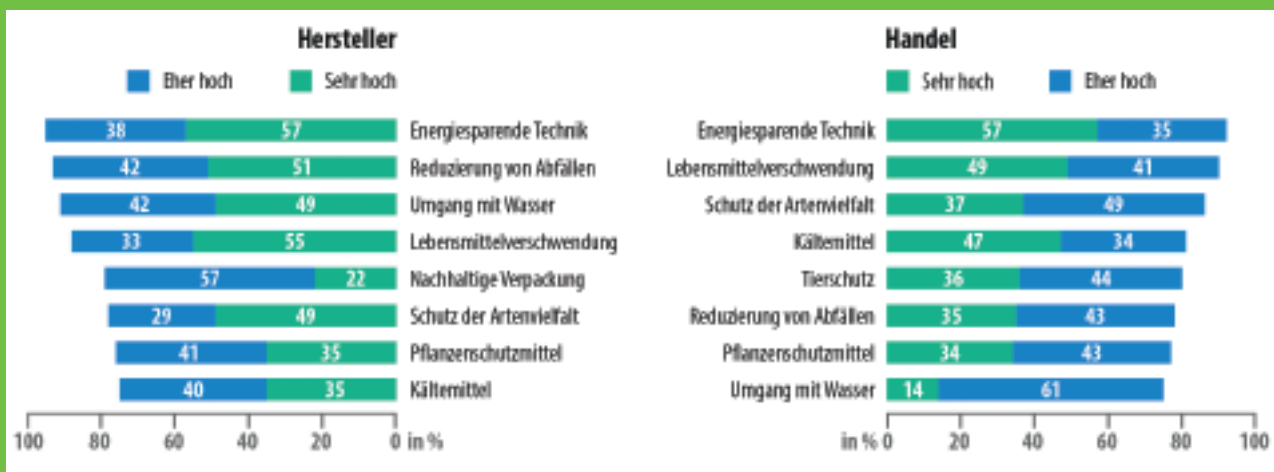 Hersteller
Eher hoch Sehr hoch
38 57 Energiesparende Technik
42 51 Reduzierung von Abfällen
42 49 Umgang mit Wasser
33 55 Lebensmittelverschwendung
57 22 Nachhaltige Verpackung
29 49 Schutz der Artenvielfalt
41 35 Pflanzenschutzmittel
40 35 Kältemittel
100 80 60 40 20 0 in %
Handel
Sehr hoch Eher hoch
Energiesparende Technik 57 35
Lebensmittelverschwendung 49 41
Schutz der Artenvielfalt 37 49
Kältemittel 47 34
Tierschutz 36 44
Reduzierung von Abfällen 35 43
Pflanzenschutzmittel 34 43
Umgang mit Wasser 14 61
in % 0 20 40 60 80 100